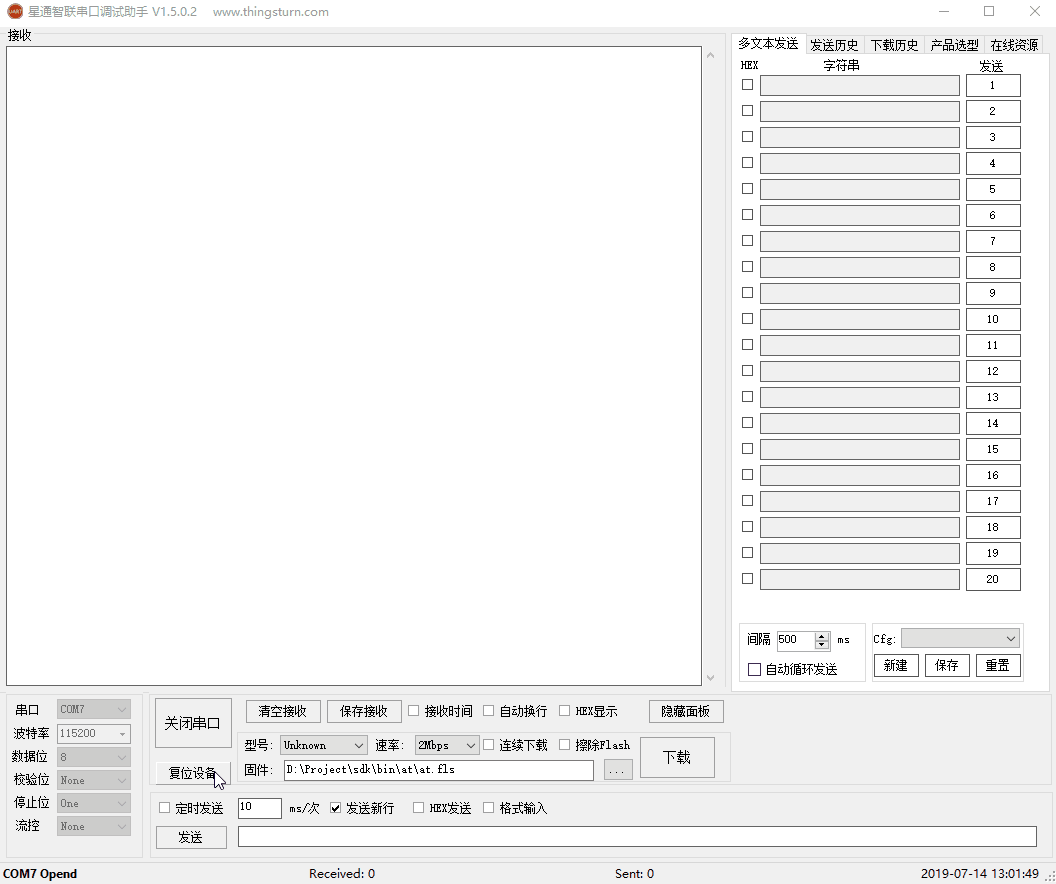 星通智联串口调试助手 V1.5.0.2 www.thingsturn.com
接收
多文本发送 发送历史 下载历史 产品选型 在线资源
HEX 字符串 发送
1
2
3
4
5
6
7
8
9
10
11
12
13
14
15
16
17
18
19
20
间隔 500 ms
自动循环发送
Cfg:
新建 保存 重置
串口 COM7
波特率 115200
数据位 8
校验位 None
停止位 One
流控 None
关闭串口
复位设备
清空接收 保存接收 接收时间 自动换行 HEX显示 隐藏面板
型号: Unknown 速率: 2Mbps 连续下载 擦除Flash
固件: D:\Project\sdk\bin\at\at.fls ...
下载
定时发送 10 ms/次 发送新行 HEX发送 格式输入
发送
COM7 Opend Received: 0 Sent: 0 2019-07-14 13:01:49